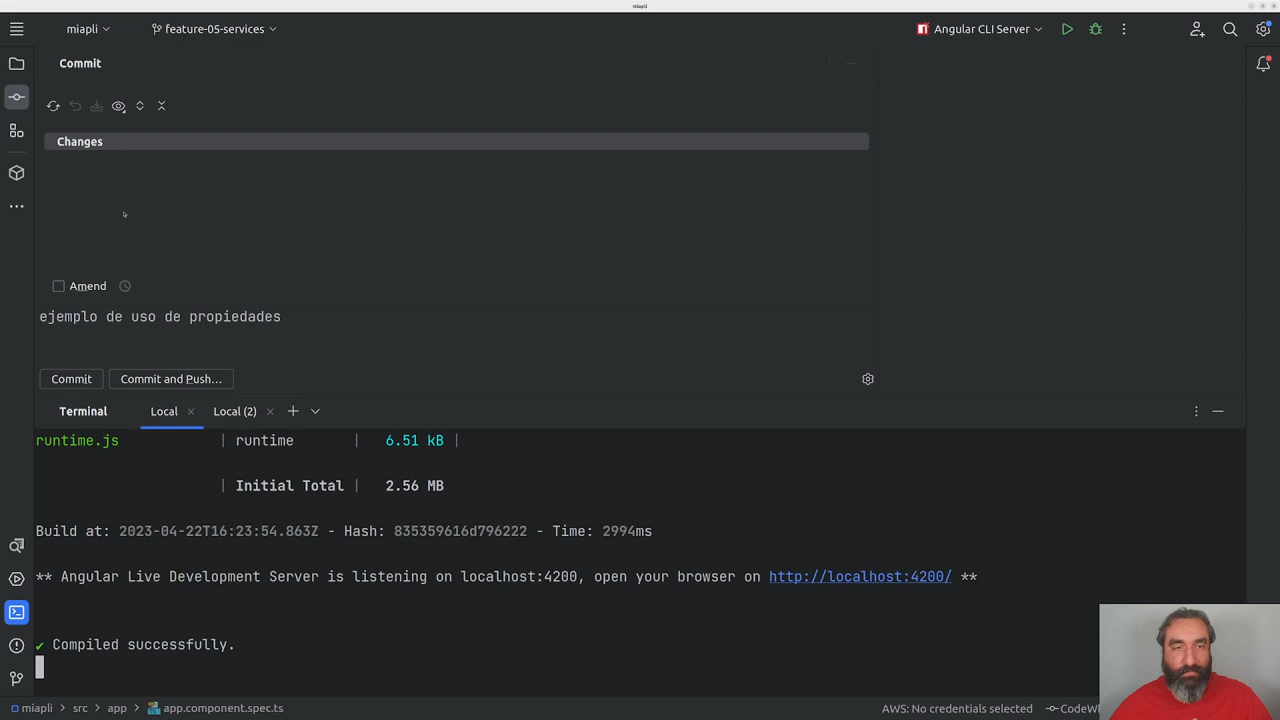 miapli
miapli
feature-05-services
Angular CLI Server
Commit
Changes
Amend
ejemplo de uso de propiedades
Commit
Commit and Push...
Terminal
Local
Local (2)
runtime.js | runtime | 6.51 kB |
| Initial Total | 2.56 MB
Build at: 2023-04-22T16:23:54.863Z - Hash: 835359616d796222 - Time: 2994ms
** Angular Live Development Server is listening on localhost:4200, open your browser on http://localhost:4200/ **
✔ Compiled successfully.
miapli > src > app > app.component.spec.ts
AWS: No credentials selected